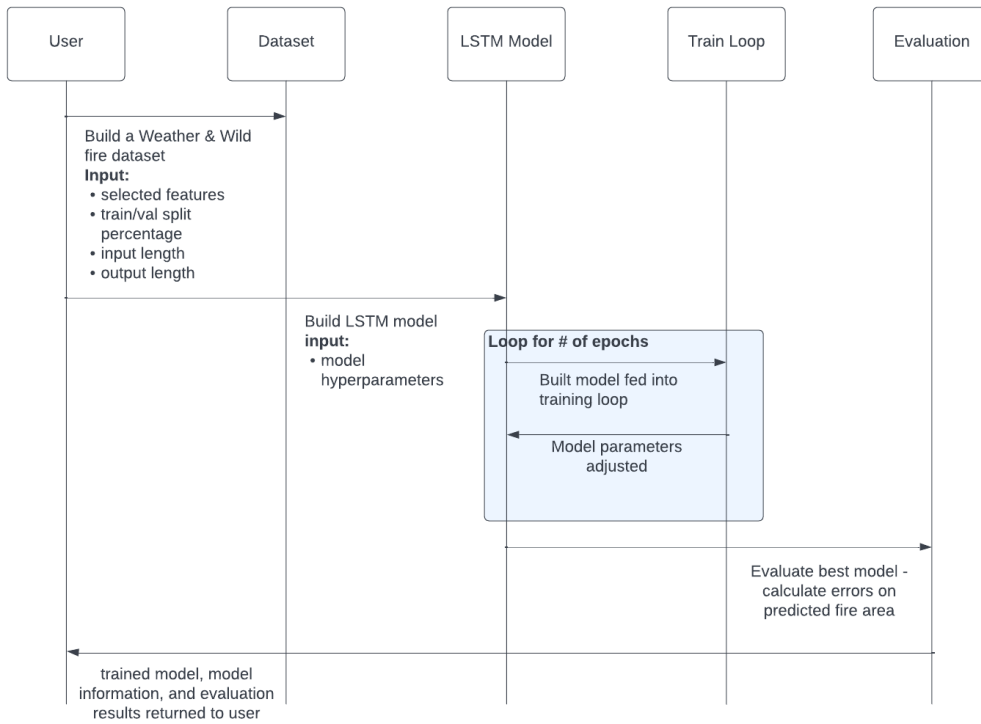 User
Dataset
LSTM Model
Train Loop
Evaluation
Build a Weather & Wild
fire dataset
Input:
• selected features
• train/val split
percentage
• input length
• output length
Build LSTM model
input:
• model
hyperparameters
Loop for # of epochs
Built model fed into
training loop
Model parameters
adjusted
Evaluate best model -
calculate errors on
predicted fire area
trained model, model
information, and evaluation
results returned to user